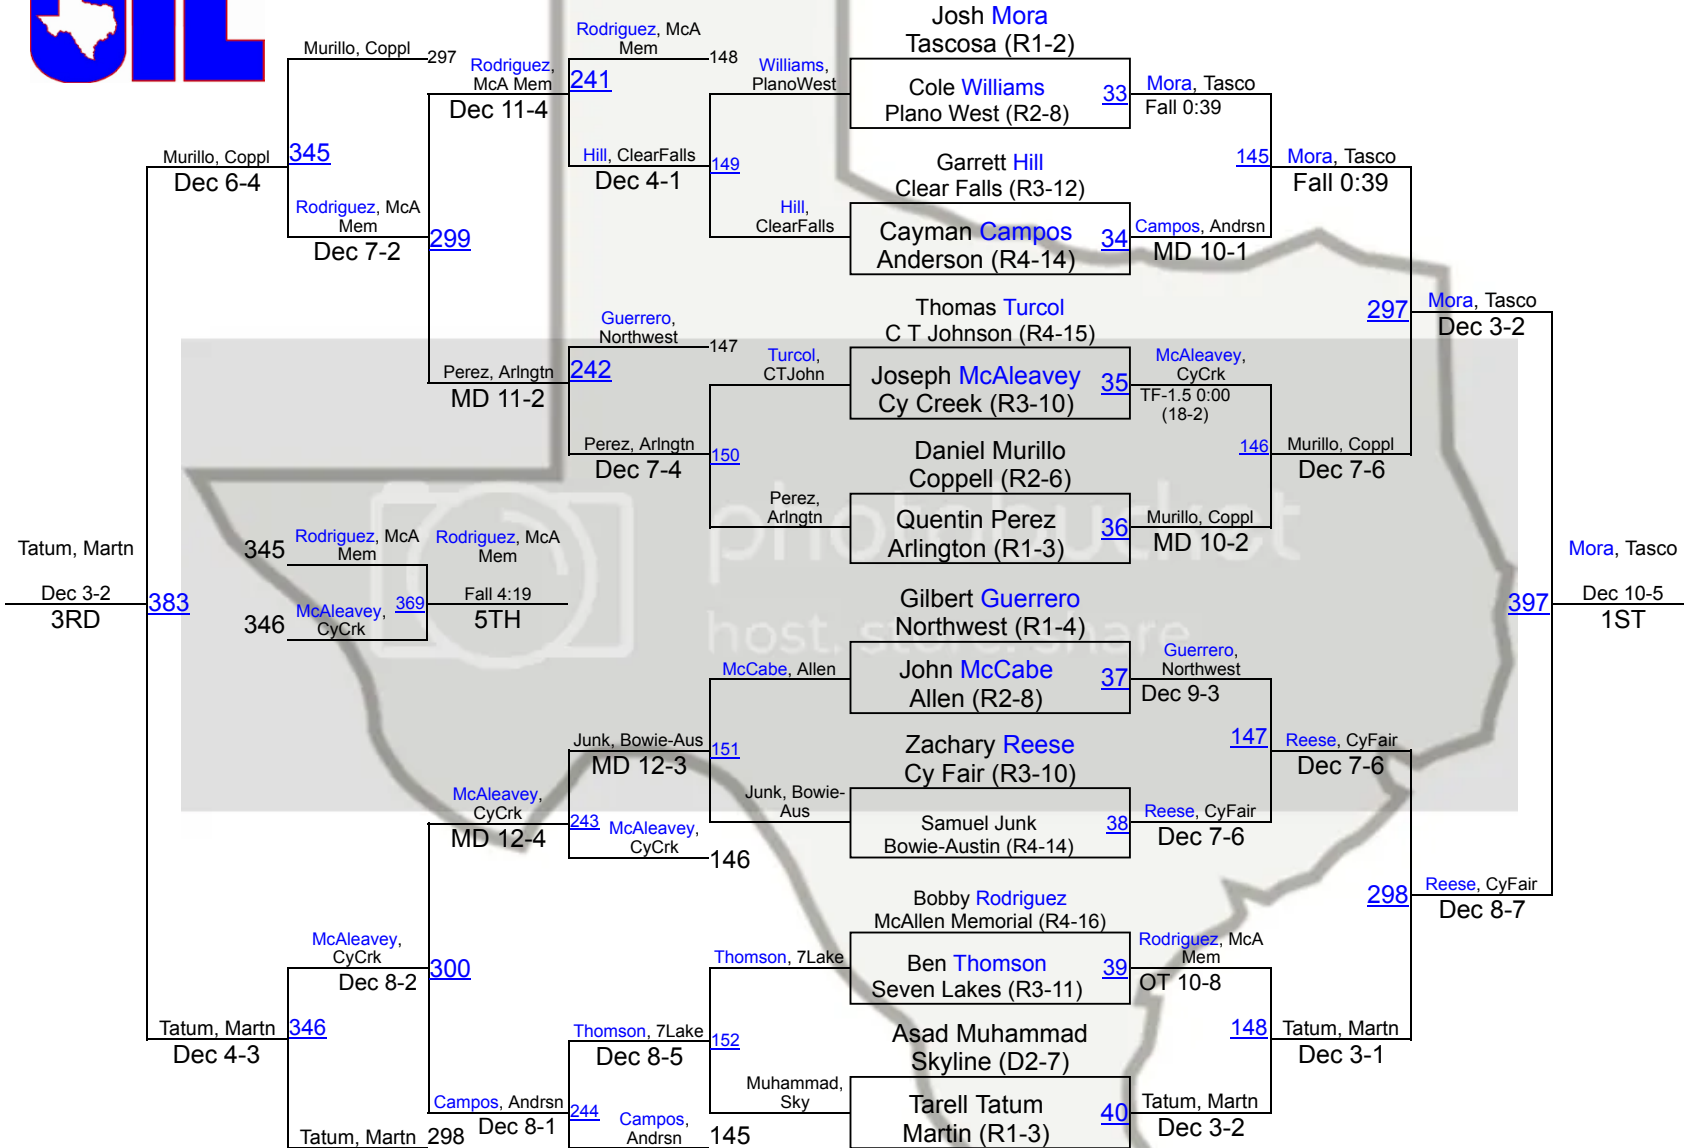 UIL
Josh Mora
Tascosa (R1-2)
Cole Williams
Plano West (R2-8)
33
Mora, Tasco
Fall 0:39
Garrett Hill
Clear Falls (R3-12)
Cayman Campos
Anderson (R4-14)
34
Campos, Andrsn
MD 10-1
145
Mora, Tasco
Fall 0:39
Thomas Turcol
C T Johnson (R4-15)
Joseph McAleavey
Cy Creek (R3-10)
35
McAleavey,
CyCrk
TF-1.5 0:00
(18-2)
Daniel Murillo
Coppell (R2-6)
Quentin Perez
Arlington (R1-3)
36
Murillo, Coppl
MD 10-2
146
Murillo, Coppl
Dec 7-6
297
Mora, Tasco
Dec 3-2
Gilbert Guerrero
Northwest (R1-4)
John McCabe
Allen (R2-8)
37
Guerrero,
Northwest
Dec 9-3
Zachary Reese
Cy Fair (R3-10)
Samuel Junk
Bowie-Austin (R4-14)
38
Reese, CyFair
Dec 7-6
147
Reese, CyFair
Dec 7-6
Bobby Rodriguez
McAllen Memorial (R4-16)
Ben Thomson
Seven Lakes (R3-11)
39
Rodriguez, McA
Mem
OT 10-8
Asad Muhammad
Skyline (D2-7)
Tarell Tatum
Martin (R1-3)
40
Tatum, Martn
Dec 3-2
148
Tatum, Martn
Dec 3-1
298
Reese, CyFair
Dec 8-7
397
Mora, Tasco
Dec 10-5
1ST
Williams,
PlanoWest
Hill,
ClearFalls
149
Hill, ClearFalls
Dec 4-1
Rodriguez, McA
Mem
148
241
Rodriguez,
McA Mem
Dec 11-4
Turcol,
CTJohn
Perez,
Arlngtn
150
Perez, Arlngtn
Dec 7-4
Guerrero,
Northwest
147
242
Perez, Arlngtn
MD 11-2
299
Rodriguez, McA
Mem
Dec 7-2
Murillo, Coppl
297
345
Murillo, Coppl
Dec 6-4
McCabe, Allen
Junk, Bowie-
Aus
151
Junk, Bowie-Aus
MD 12-3
McAleavey,
CyCrk
146
243
McAleavey,
CyCrk
MD 12-4
Thomson, 7Lake
Muhammad,
Sky
152
Thomson, 7Lake
Dec 8-5
Campos,
Andrsn
145
244
Campos, Andrsn
Dec 8-1
300
McAleavey,
CyCrk
Dec 8-2
Tatum, Martn
298
346
Tatum, Martn
Dec 4-3
383
Tatum, Martn
Dec 3-2
3RD
345
Rodriguez, McA
Mem
346
McAleavey,
CyCrk
369
Rodriguez, McA
Mem
Fall 4:19
5TH
photobucket
host. store. share